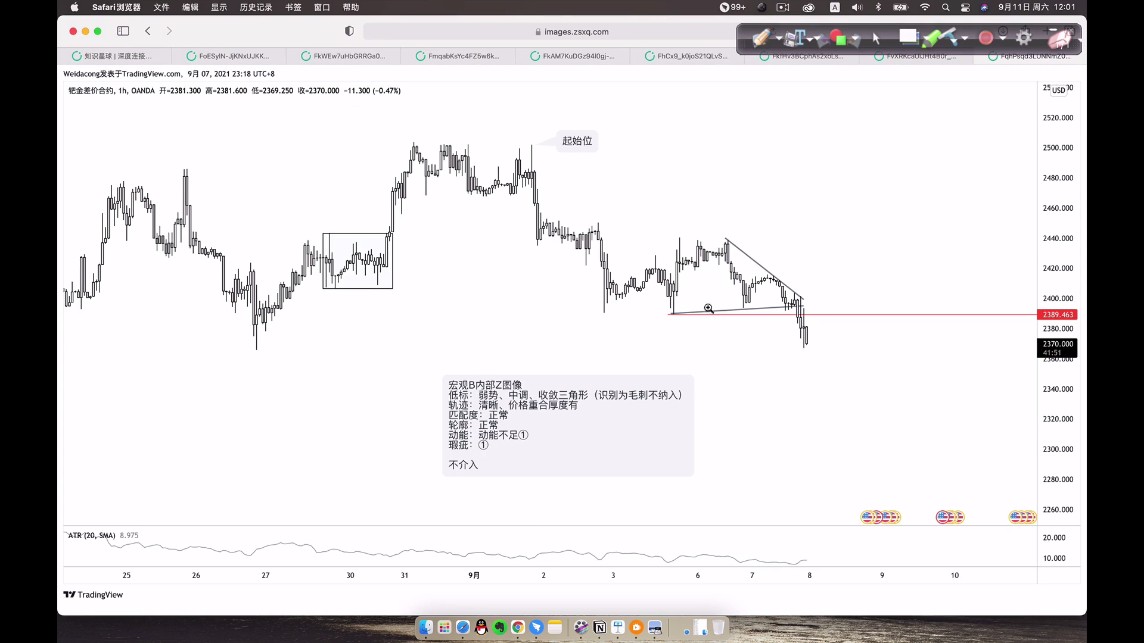 Safari浏览器 文件 编辑 显示 历史记录 书签 窗口 帮助
99+ A 9月11日 周六 12:01
images.zsxq.com
知识星球 | 深度连接...
FkWEw7uHbGRRGa0...
Weidacong发表于TradingView.com, 9月 07, 2021 23:18 UTC+8
钯金差价合约, 1h, OANDA 开=2381.300 高=2381.600 低=2369.250 收=2370.000 −11.300 (−0.47%)
USD
2520.000
2500.000
2480.000
2460.000
2440.000
2420.000
2400.000
2389.463
2380.000
2370.000
41:51
2360.000
2340.000
2320.000
2300.000
2280.000
2260.000
起始位
宏观B内部Z图像
低标：弱势、中调、收敛三角形（识别为毛刺不纳入）
轨迹：清晰、价格重合厚度有
匹配度：正常
轮廓：正常
动能：动能不足①
瑕疵：①
不介入
ATR (20, SMA) 8.975
20.000
10.000
25 26 27 30 31 9月 2 3 6 7 8 9 10
TradingView